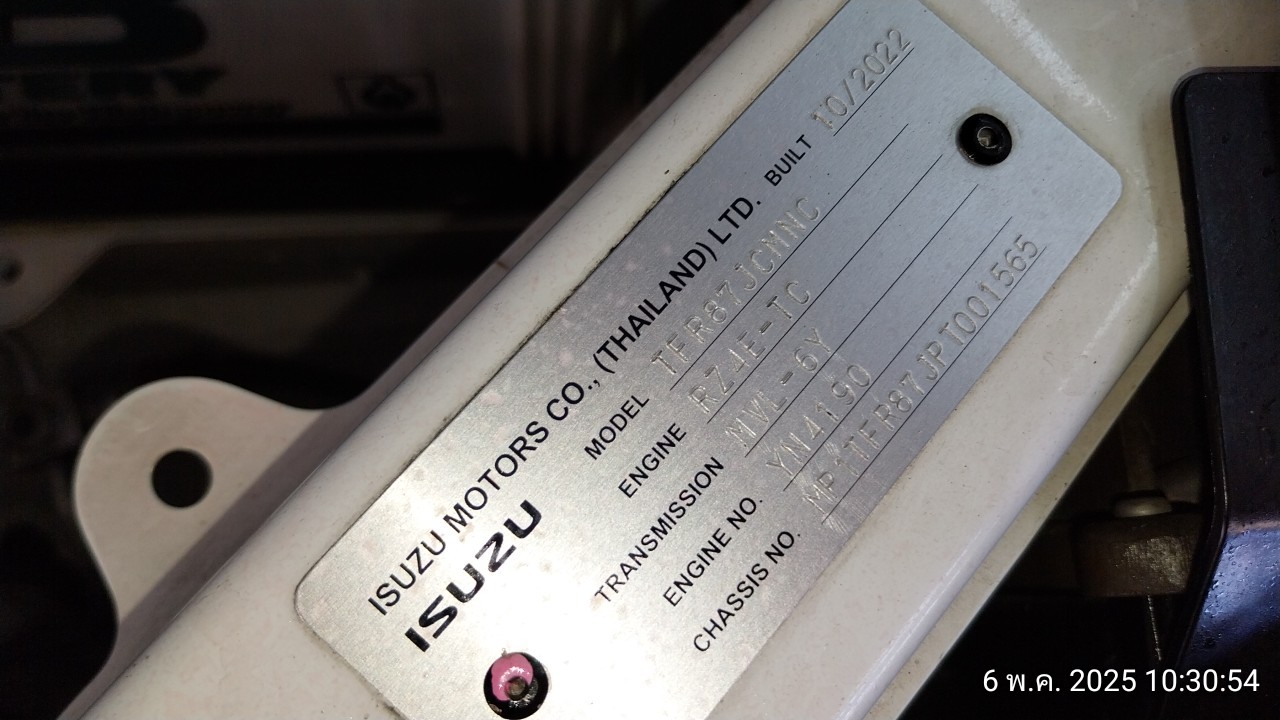 TERY
ISUZU MOTORS CO., (THAILAND) LTD. BUILT 10/2022
ISUZU
MODEL TFR87JCMNC
ENGINE RZ4E-TC
TRANSMISSION MVL-6Y
ENGINE NO. YN4190
CHASSIS NO. MP1TFR87JPT001565
6 พ.ค. 2025 10:30:54